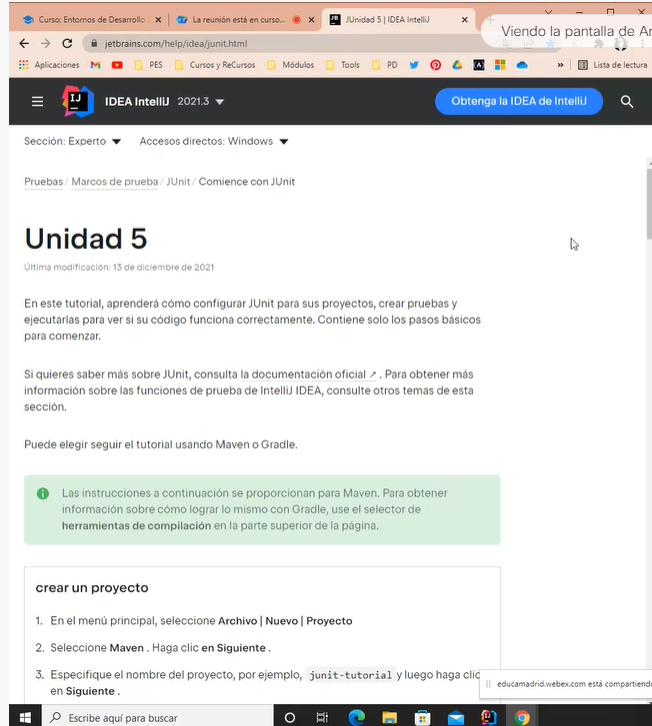 Curso: Entornos de Desarrollo
La reunión está en curso...
JUnidad 5 | IDEA IntelliJ
Viendo la pantalla de Ar
jetbrains.com/help/idea/junit.html
Aplicaciones
PES
Cursos y ReCursos
Módulos
Tools
PD
»
Lista de lectura
IJ
IDEA IntelliJ 2021.3
Obtenga la IDEA de IntelliJ
Sección: Experto
Accesos directos: Windows
Pruebas / Marcos de prueba / JUnit / Comience con JUnit
Unidad 5
Última modificación: 13 de diciembre de 2021
En este tutorial, aprenderá cómo configurar JUnit para sus proyectos, crear pruebas y
ejecutarlas para ver si su código funciona correctamente. Contiene solo los pasos básicos
para comenzar.
Si quieres saber más sobre JUnit, consulta la documentación oficial ↗ . Para obtener más
información sobre las funciones de prueba de IntelliJ IDEA, consulte otros temas de esta
sección.
Puede elegir seguir el tutorial usando Maven o Gradle.
Las instrucciones a continuación se proporcionan para Maven. Para obtener
información sobre cómo lograr lo mismo con Gradle, use el selector de
herramientas de compilación en la parte superior de la página.
crear un proyecto
1. En el menú principal, seleccione Archivo | Nuevo | Proyecto
2. Seleccione Maven . Haga clic en Siguiente .
3. Especifique el nombre del proyecto, por ejemplo, junit-tutorial y luego haga clic
en Siguiente .
educamadrid.webex.com está compartiendo
Escribe aquí para buscar